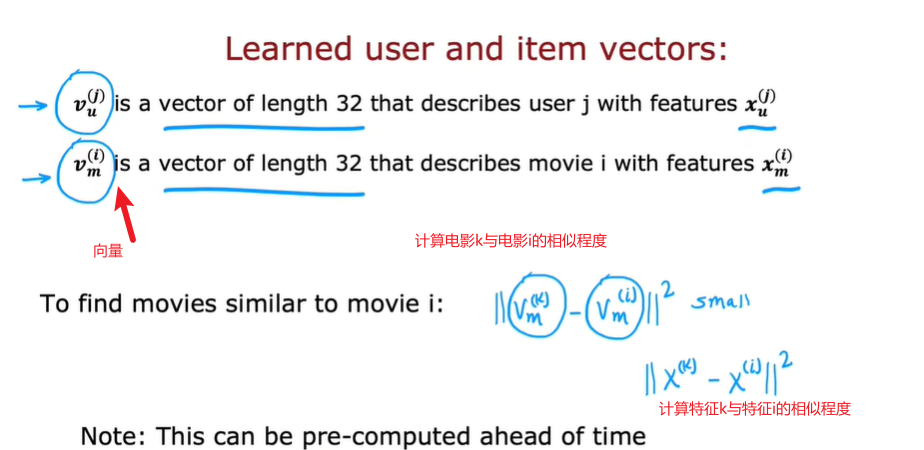 Learned user and item vectors:
→ v_u^(j) is a vector of length 32 that describes user j with features x_u^(j)
→ v_m^(i) is a vector of length 32 that describes movie i with features x_m^(i)
向量
计算电影k与电影i的相似程度
To find movies similar to movie i: ||v_m^(k) - v_m^(i)||^2 small
||x^(k) - x^(i)||^2
计算特征k与特征i的相似程度
Note: This can be pre-computed ahead of time